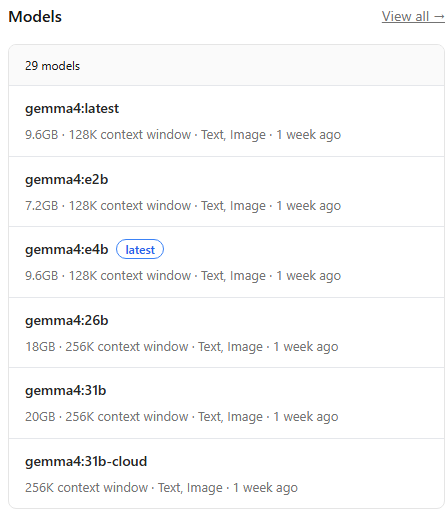 Models
View all →
29 models
gemma4:latest
9.6GB · 128K context window · Text, Image · 1 week ago
gemma4:e2b
7.2GB · 128K context window · Text, Image · 1 week ago
gemma4:e4b latest
9.6GB · 128K context window · Text, Image · 1 week ago
gemma4:26b
18GB · 256K context window · Text, Image · 1 week ago
gemma4:31b
20GB · 256K context window · Text, Image · 1 week ago
gemma4:31b-cloud
256K context window · Text, Image · 1 week ago